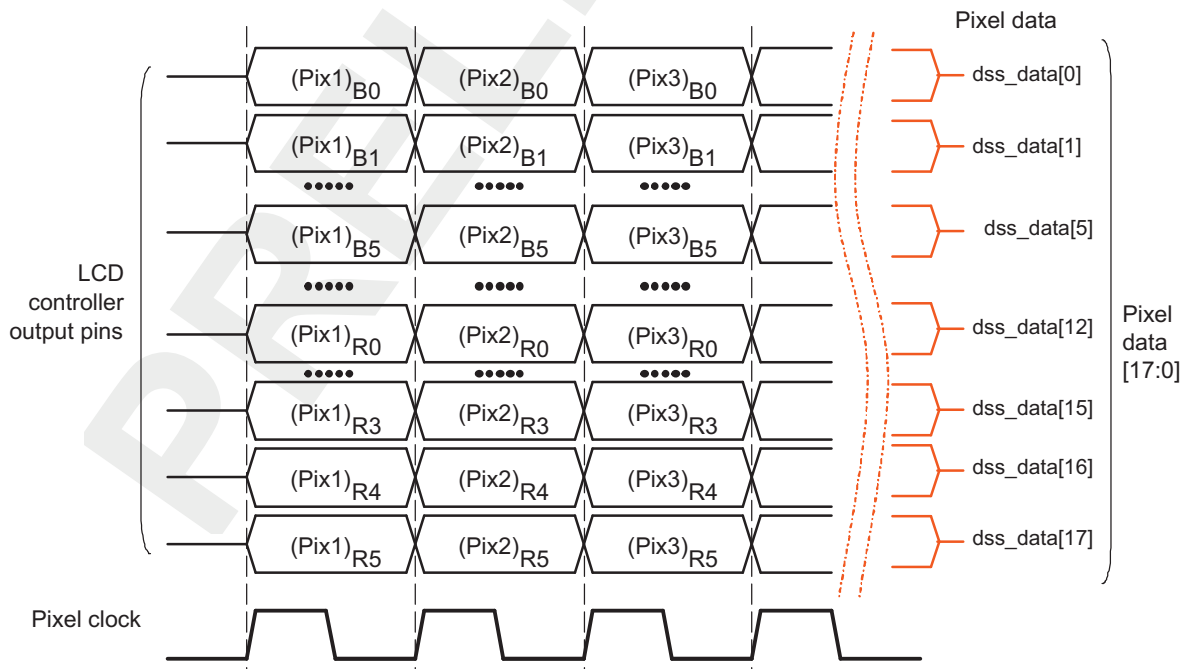 Pixel data
(Pix1)B0 (Pix2)B0 (Pix3)B0 dss_data[0]
(Pix1)B1 (Pix2)B1 (Pix3)B1 dss_data[1]
(Pix1)B5 (Pix2)B5 (Pix3)B5 dss_data[5]
LCD
controller
output pins
(Pix1)R0 (Pix2)R0 (Pix3)R0 dss_data[12]
Pixel
data
[17:0]
(Pix1)R3 (Pix2)R3 (Pix3)R3 dss_data[15]
(Pix1)R4 (Pix2)R4 (Pix3)R4 dss_data[16]
(Pix1)R5 (Pix2)R5 (Pix3)R5 dss_data[17]
Pixel clock